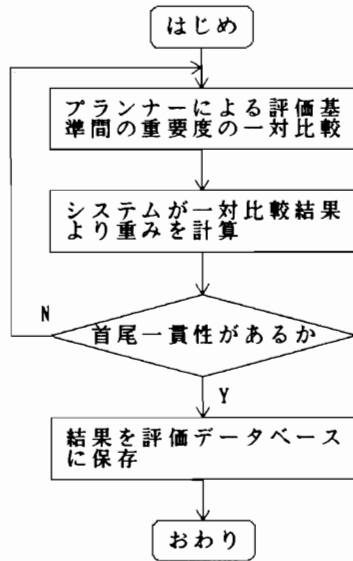 はじめ
プランナーによる評価基
準間の重要度の一対比較
システムが一対比較結果
より重みを計算
N
首尾一貫性があるか
Y
結果を評価データベース
に保存
おわり